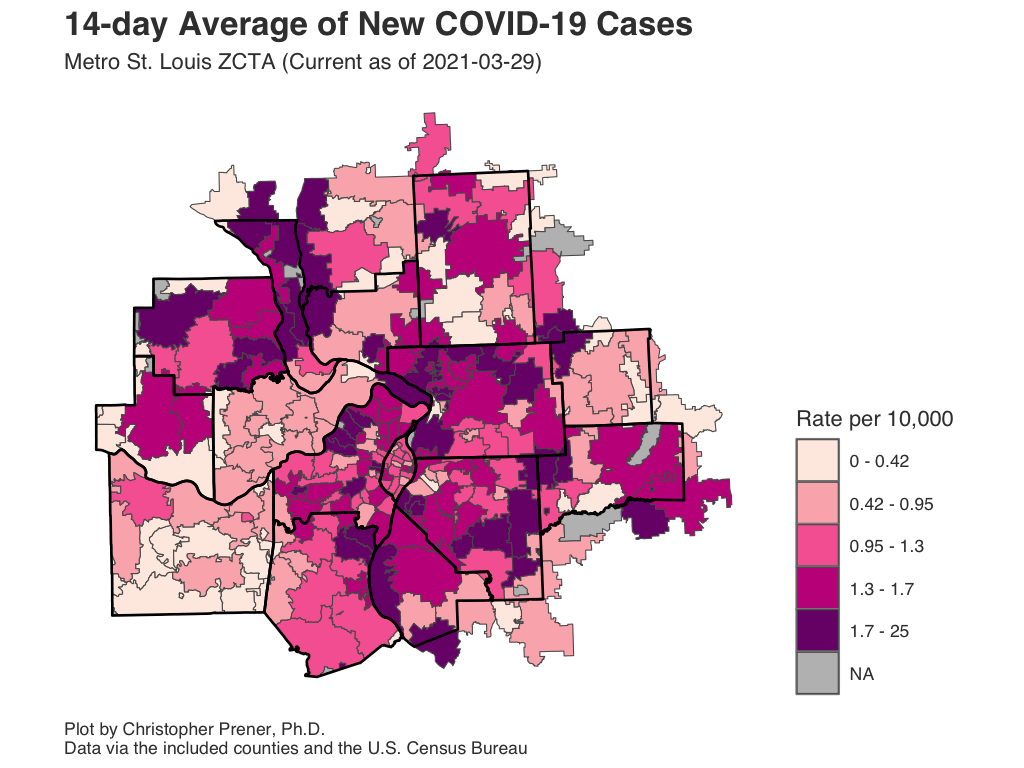 14-day Average of New COVID-19 Cases
Metro St. Louis ZCTA (Current as of 2021-03-29)
Rate per 10,000
0 - 0.42
0.42 - 0.95
0.95 - 1.3
1.3 - 1.7
1.7 - 25
NA
Plot by Christopher Prener, Ph.D.
Data via the included counties and the U.S. Census Bureau